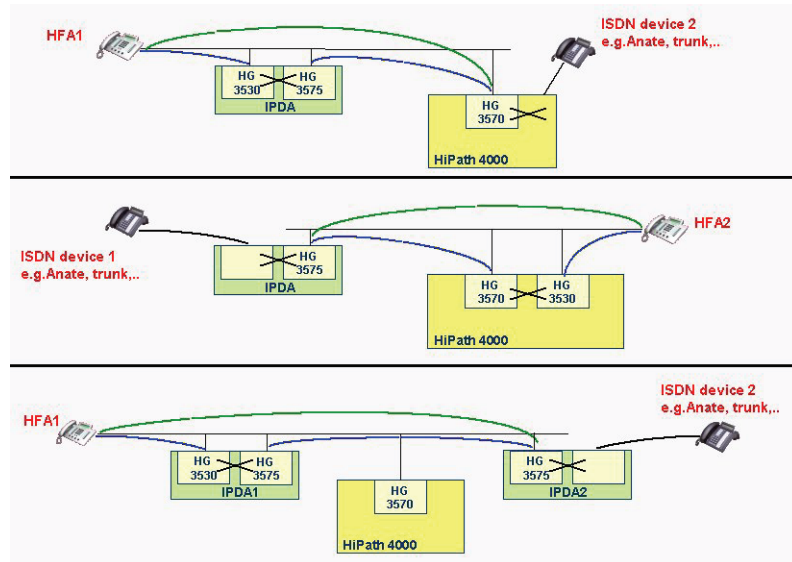 HFA1
ISDN device 2
e.g.Anate, trunk,..
HG
3530
HG
3575
IPDA
HG
3570
HiPath 4000
HFA2
ISDN device 1
e.g.Anate, trunk,..
HG
3575
IPDA
HG
3570
HG
3530
HiPath 4000
HFA1
ISDN device 2
e.g.Anate, trunk,..
HG
3530
HG
3575
IPDA1
HG
3575
IPDA2
HG
3570
HiPath 4000